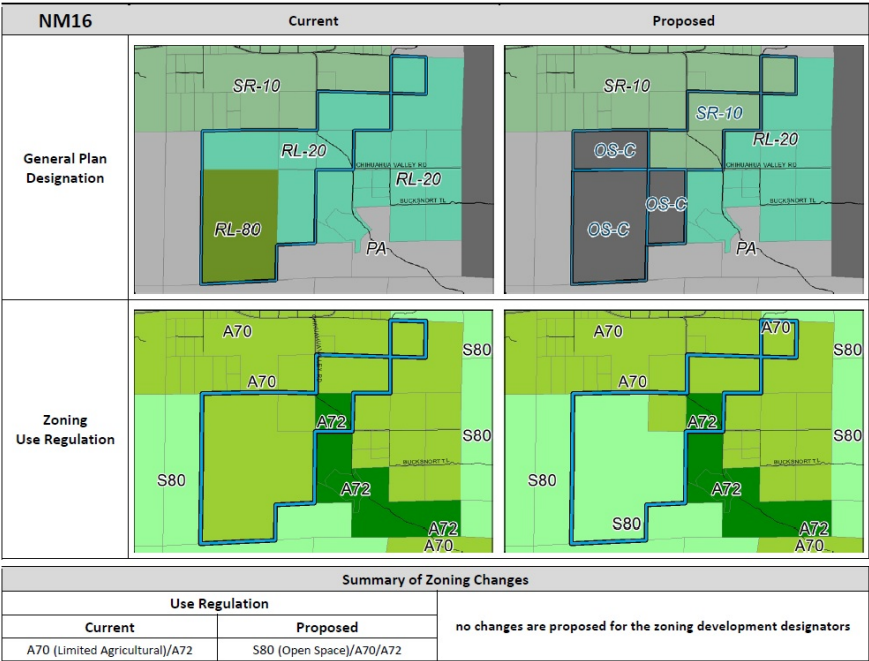 NM16
Current
Proposed
General Plan
Designation
SR-10
RL-20
CHIHUAHUA VALLEY RD
RL-20
BUCKSNORT TL
RL-80
PA
SR-10
SR-10
RL-20
OS-C
CHIHUAHUA VALLEY RD
OS-C
BUCKSNORT TL
OS-C
PA
Zoning
Use Regulation
A70
CHIHUAHUA VALLEY RD
S80
A70
A72
S80
BUCKSNORT TL
S80
A72
A72
A70
A70
A70
S80
A70
A72
S80
BUCKSNORT TL
S80
A72
S80
A72
A70
Summary of Zoning Changes
Use Regulation
Current
Proposed
no changes are proposed for the zoning development designators
A70 (Limited Agricultural)/A72
S80 (Open Space)/A70/A72